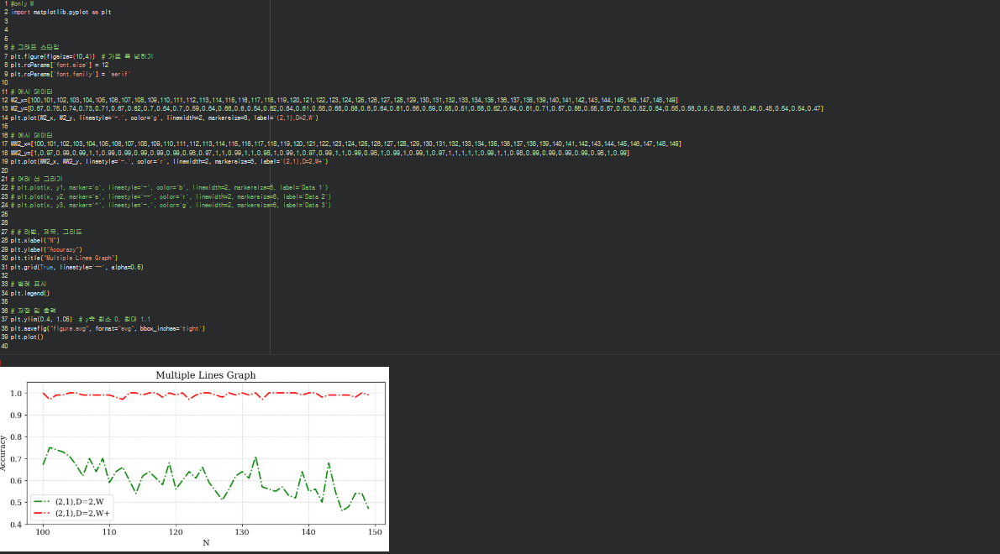 1 #only W
2 import matplotlib.pyplot as plt
3
4
5
6 # 그래프 스타일
7 plt.figure(figsize=(10,4))  # 가로 폭 넓히기
8 plt.rcParams['font.size'] = 12
9 plt.rcParams['font.family'] = 'serif'
10
11 # 예시 데이터
12 W2_x=[100,101,102,103,104,105,106,107,108,109,110,111,112,113,114,115,116,117,118,119,120,121,122,123,124,125,126,127,128,129,130,131,132,133,134,135,136,137,138,139,140,141,142,143,144,145,146,147,148,149]
13 W2_y=[0.67,0.75,0.74,0.73,0.71,0.67,0.62,0.7,0.64,0.7,0.59,0.64,0.66,0.6,0.54,0.62,0.64,0.61,0.58,0.68,0.56,0.6,0.64,0.61,0.66,0.59,0.55,0.51,0.56,0.62,0.64,0.61,0.71,0.57,0.56,0.55,0.57,0.53,0.52,0.64,0.55,0.56,0.5,0.68,0.55,0.46,0.48,0.54,0.54,0.47]
14 plt.plot(W2_x, W2_y, linestyle='-.', color='g', linewidth=2, markersize=6, label='(2,1),D=2,W')
15
16 # 예시 데이터
17 WW2_x=[100,101,102,103,104,105,106,107,108,109,110,111,112,113,114,115,116,117,118,119,120,121,122,123,124,125,126,127,128,129,130,131,132,133,134,135,136,137,138,139,140,141,142,143,144,145,146,147,148,149]
18 WW2_y=[1,0.97,0.99,0.99,1,1,0.99,0.99,0.99,0.99,0.99,0.98,0.97,1,1,0.99,1,1,0.98,1,0.99,1,0.97,0.99,1,1,0.99,0.98,1,0.99,1,0.99,1,0.97,1,1,1,1,1,0.99,1,1,0.98,0.99,0.99,0.99,0.99,0.98,1,0.99]
19 plt.plot(WW2_x, WW2_y, linestyle='-.', color='r', linewidth=2, markersize=6, label='(2,1),D=2,W+')
20
21 # 여러 선 그리기
22 # plt.plot(x, y1, marker='o', linestyle='-', color='b', linewidth=2, markersize=6, label='Data 1')
23 # plt.plot(x, y2, marker='s', linestyle='--', color='r', linewidth=2, markersize=6, label='Data 2')
24 # plt.plot(x, y3, marker='^', linestyle='-.', color='g', linewidth=2, markersize=6, label='Data 3')
25
26
27 # # 라벨, 제목, 그리드
28 plt.xlabel("N")
29 plt.ylabel("Accuracy")
30 plt.title("Multiple Lines Graph")
31 plt.grid(True, linestyle='--', alpha=0.5)
32
33 # 범례 표시
34 plt.legend()
35
36 # 저장 및 출력
37 plt.ylim(0.4, 1.05)  # y축 최소 0, 최대 1.1
38 plt.savefig("figure.svg", format="svg", bbox_inches='tight')
39 plt.plot()
40
Multiple Lines Graph
1.0
0.9
0.8
0.7
0.6
0.5
0.4
Accuracy
(2,1),D=2,W
(2,1),D=2,W+
100 110 120 130 140 150
N